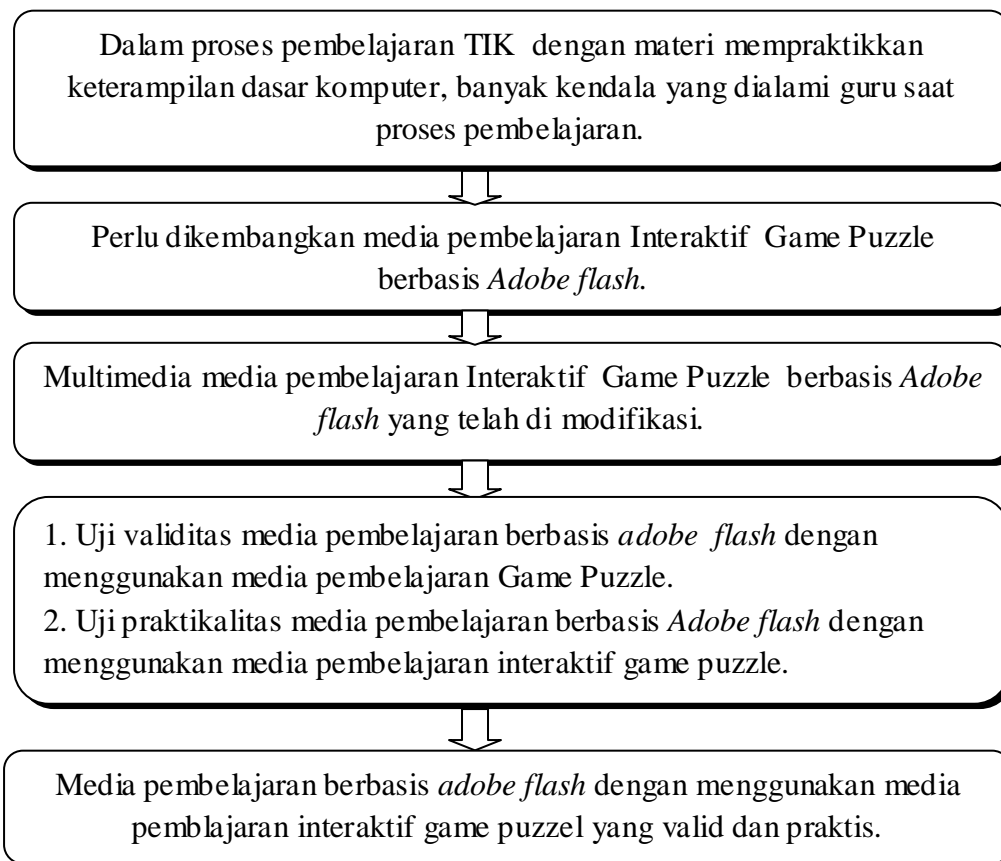 Dalam proses pembelajaran TIK dengan materi mempraktikkan
keterampilan dasar komputer, banyak kendala yang dialami guru saat
proses pembelajaran.
Perlu dikembangkan media pembelajaran Interaktif Game Puzzle
berbasis Adobe flash.
Multimedia media pembelajaran Interaktif Game Puzzle berbasis Adobe
flash yang telah di modifikasi.
1. Uji validitas media pembelajaran berbasis adobe flash dengan
menggunakan media pembelajaran Game Puzzle.
2. Uji praktikalitas media pembelajaran berbasis Adobe flash dengan
menggunakan media pembelajaran interaktif game puzzle.
Media pembelajaran berbasis adobe flash dengan menggunakan media
pemblajaran interaktif game puzzel yang valid dan praktis.